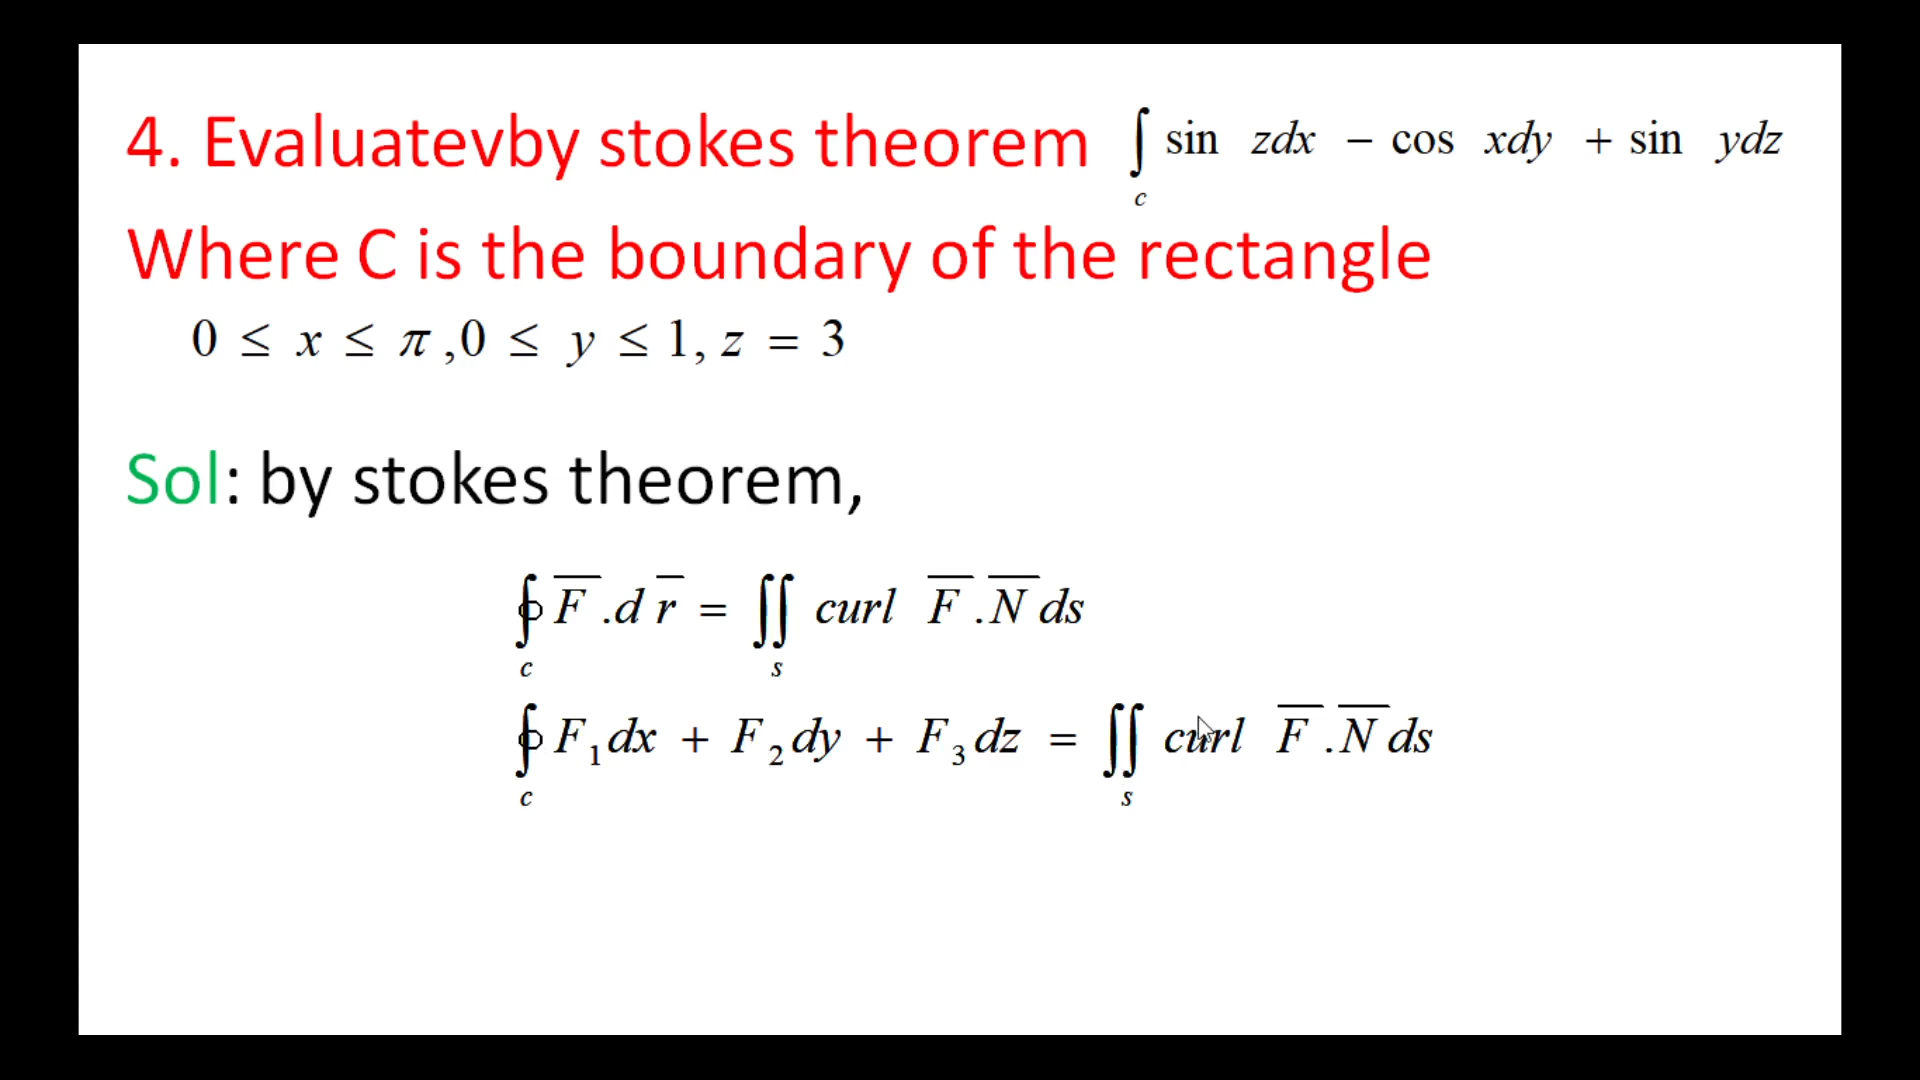 4. Evaluatevby stokes theorem ∫c sin zdx − cos xdy + sin ydz
Where C is the boundary of the rectangle
0 ≤ x ≤ π ,0 ≤ y ≤ 1, z = 3
Sol: by stokes theorem,
∮c F̅ .d r̅ = ∬s curl F̅ .N̅ ds
∮c F₁dx + F₂dy + F₃dz = ∬s curl F̅ .N̅ ds